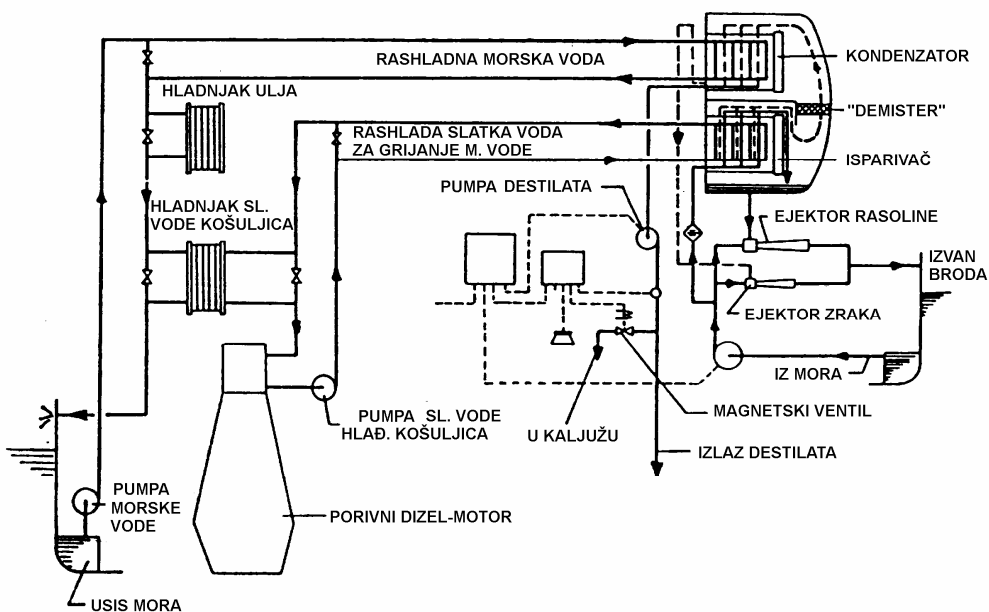 RASHLADNA MORSKA VODA
KONDENZATOR
HLADNJAK ULJA
"DEMISTER"
RASHLADA SLATKA VODA
ZA GRIJANJE M. VODE
ISPARIVAČ
PUMPA DESTILATA
HLADNJAK SL.
VODE KOŠULJICA
EJEKTOR RASOLINE
IZVAN
BRODA
EJEKTOR ZRAKA
IZ MORA
MAGNETSKI VENTIL
PUMPA SL. VODE
HLAĐ. KOŠULJICA
U KALJUŽU
IZLAZ DESTILATA
PUMPA
MORSKE
VODE
PORIVNI DIZEL-MOTOR
USIS MORA